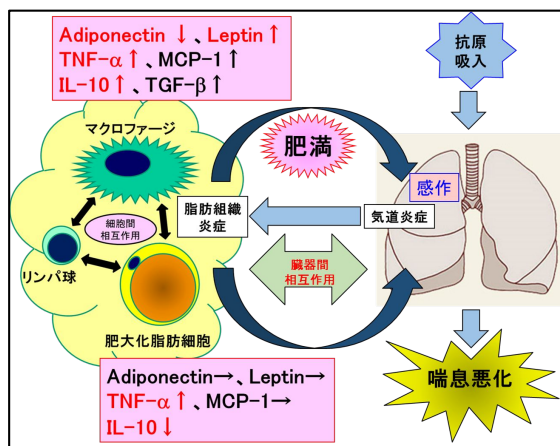 Adiponectin ↓、Leptin ↑
TNF-α ↑、MCP-1 ↑
IL-10 ↑、TGF-β ↑
抗原
吸入
マクロファージ
肥満
感作
脂肪組織
炎症
気道炎症
細胞間
相互作用
リンパ球
臓器間
相互作用
肥大化脂肪細胞
Adiponectin→、Leptin→
TNF-α ↑、MCP-1→
IL-10 ↓
喘息悪化